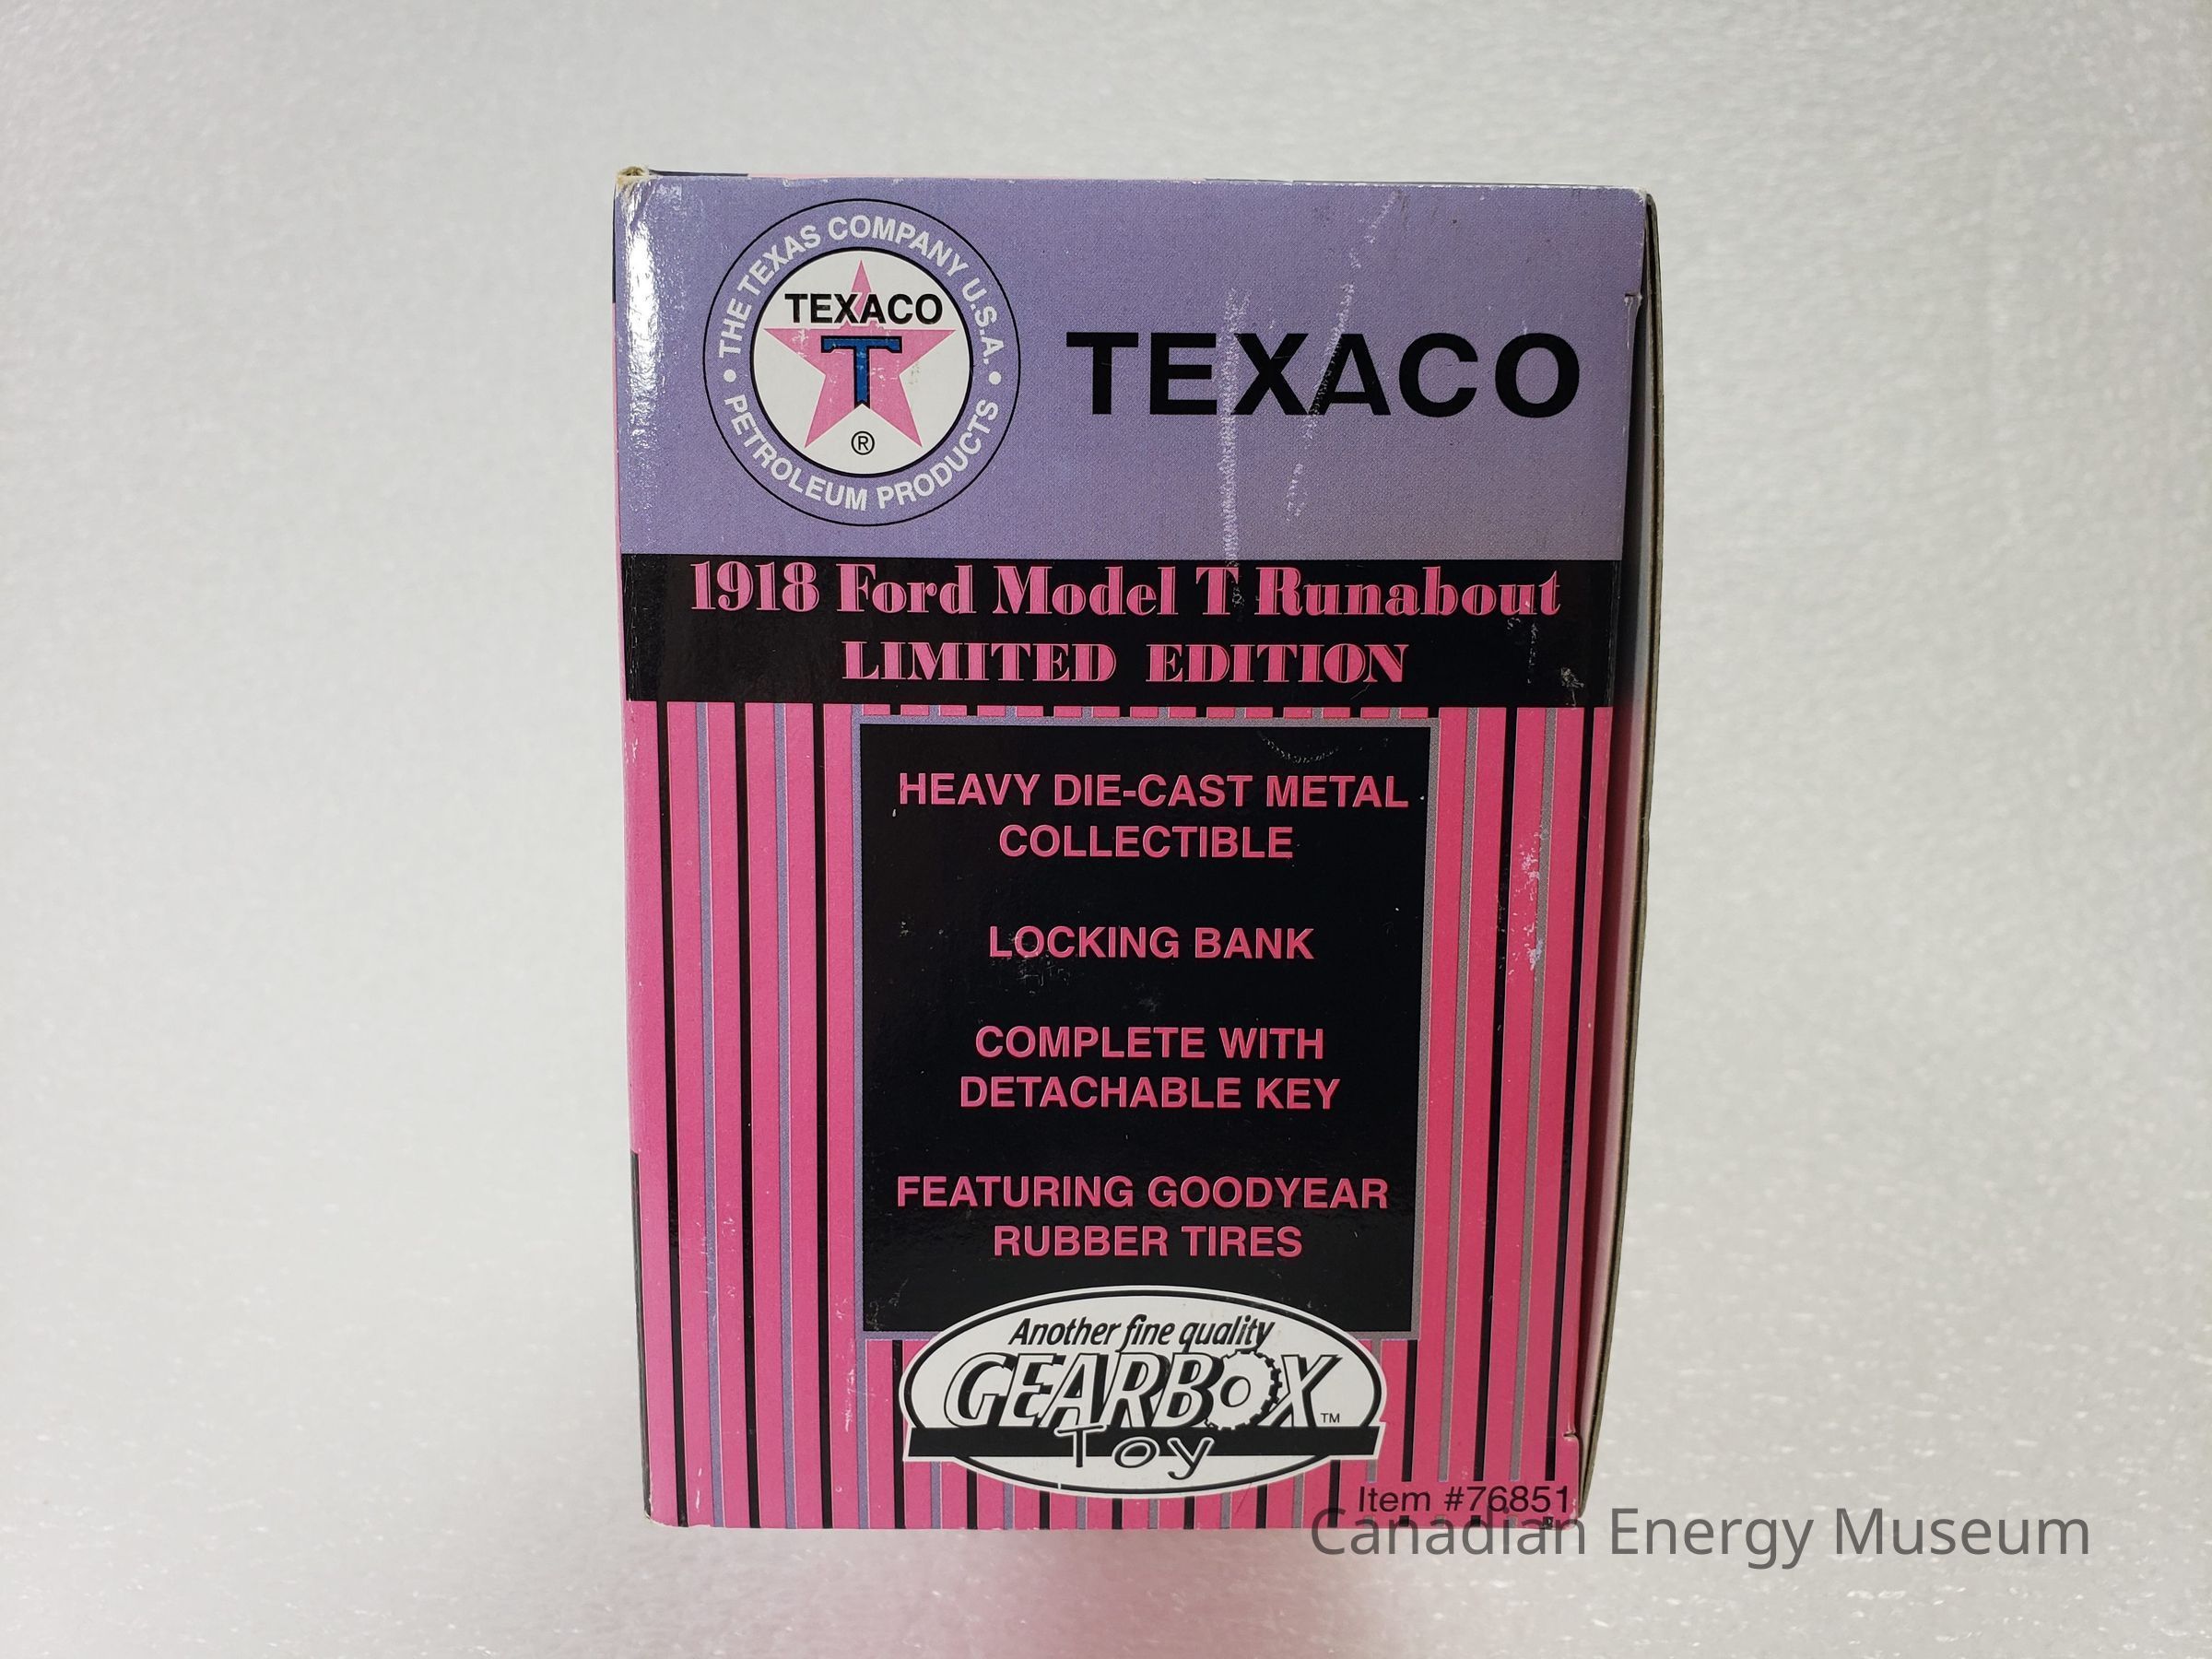 THE TEXAS COMPANY U.S.A.
TEXACO
T
®
• PETROLEUM PRODUCTS •
TEXACO
1918 Ford Model T Runabout
LIMITED EDITION
HEAVY DIE-CAST METAL
COLLECTIBLE
LOCKING BANK
COMPLETE WITH
DETACHABLE KEY
FEATURING GOODYEAR
RUBBER TIRES
Another fine quality
GEARBOX™
Toy
Item #76851
Canadian Energy Museum